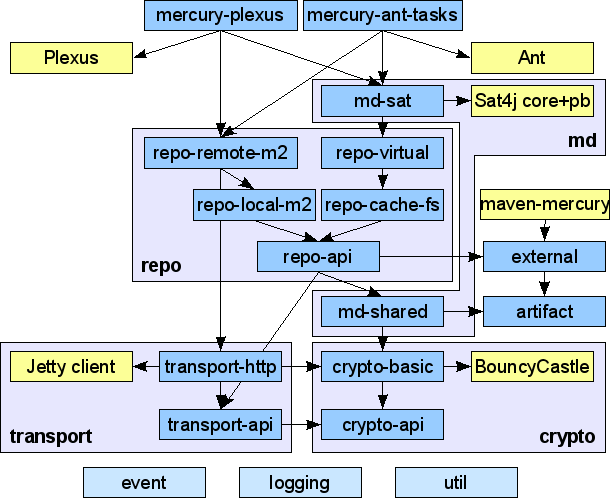 mercury-plexus
mercury-ant-tasks
Plexus
Ant
md-sat
Sat4j core+pb
md
repo-remote-m2
repo-virtual
repo-local-m2
repo-cache-fs
maven-mercury
repo-api
external
repo
md-shared
artifact
Jetty client
transport-http
crypto-basic
BouncyCastle
transport-api
crypto-api
transport
crypto
event
logging
util